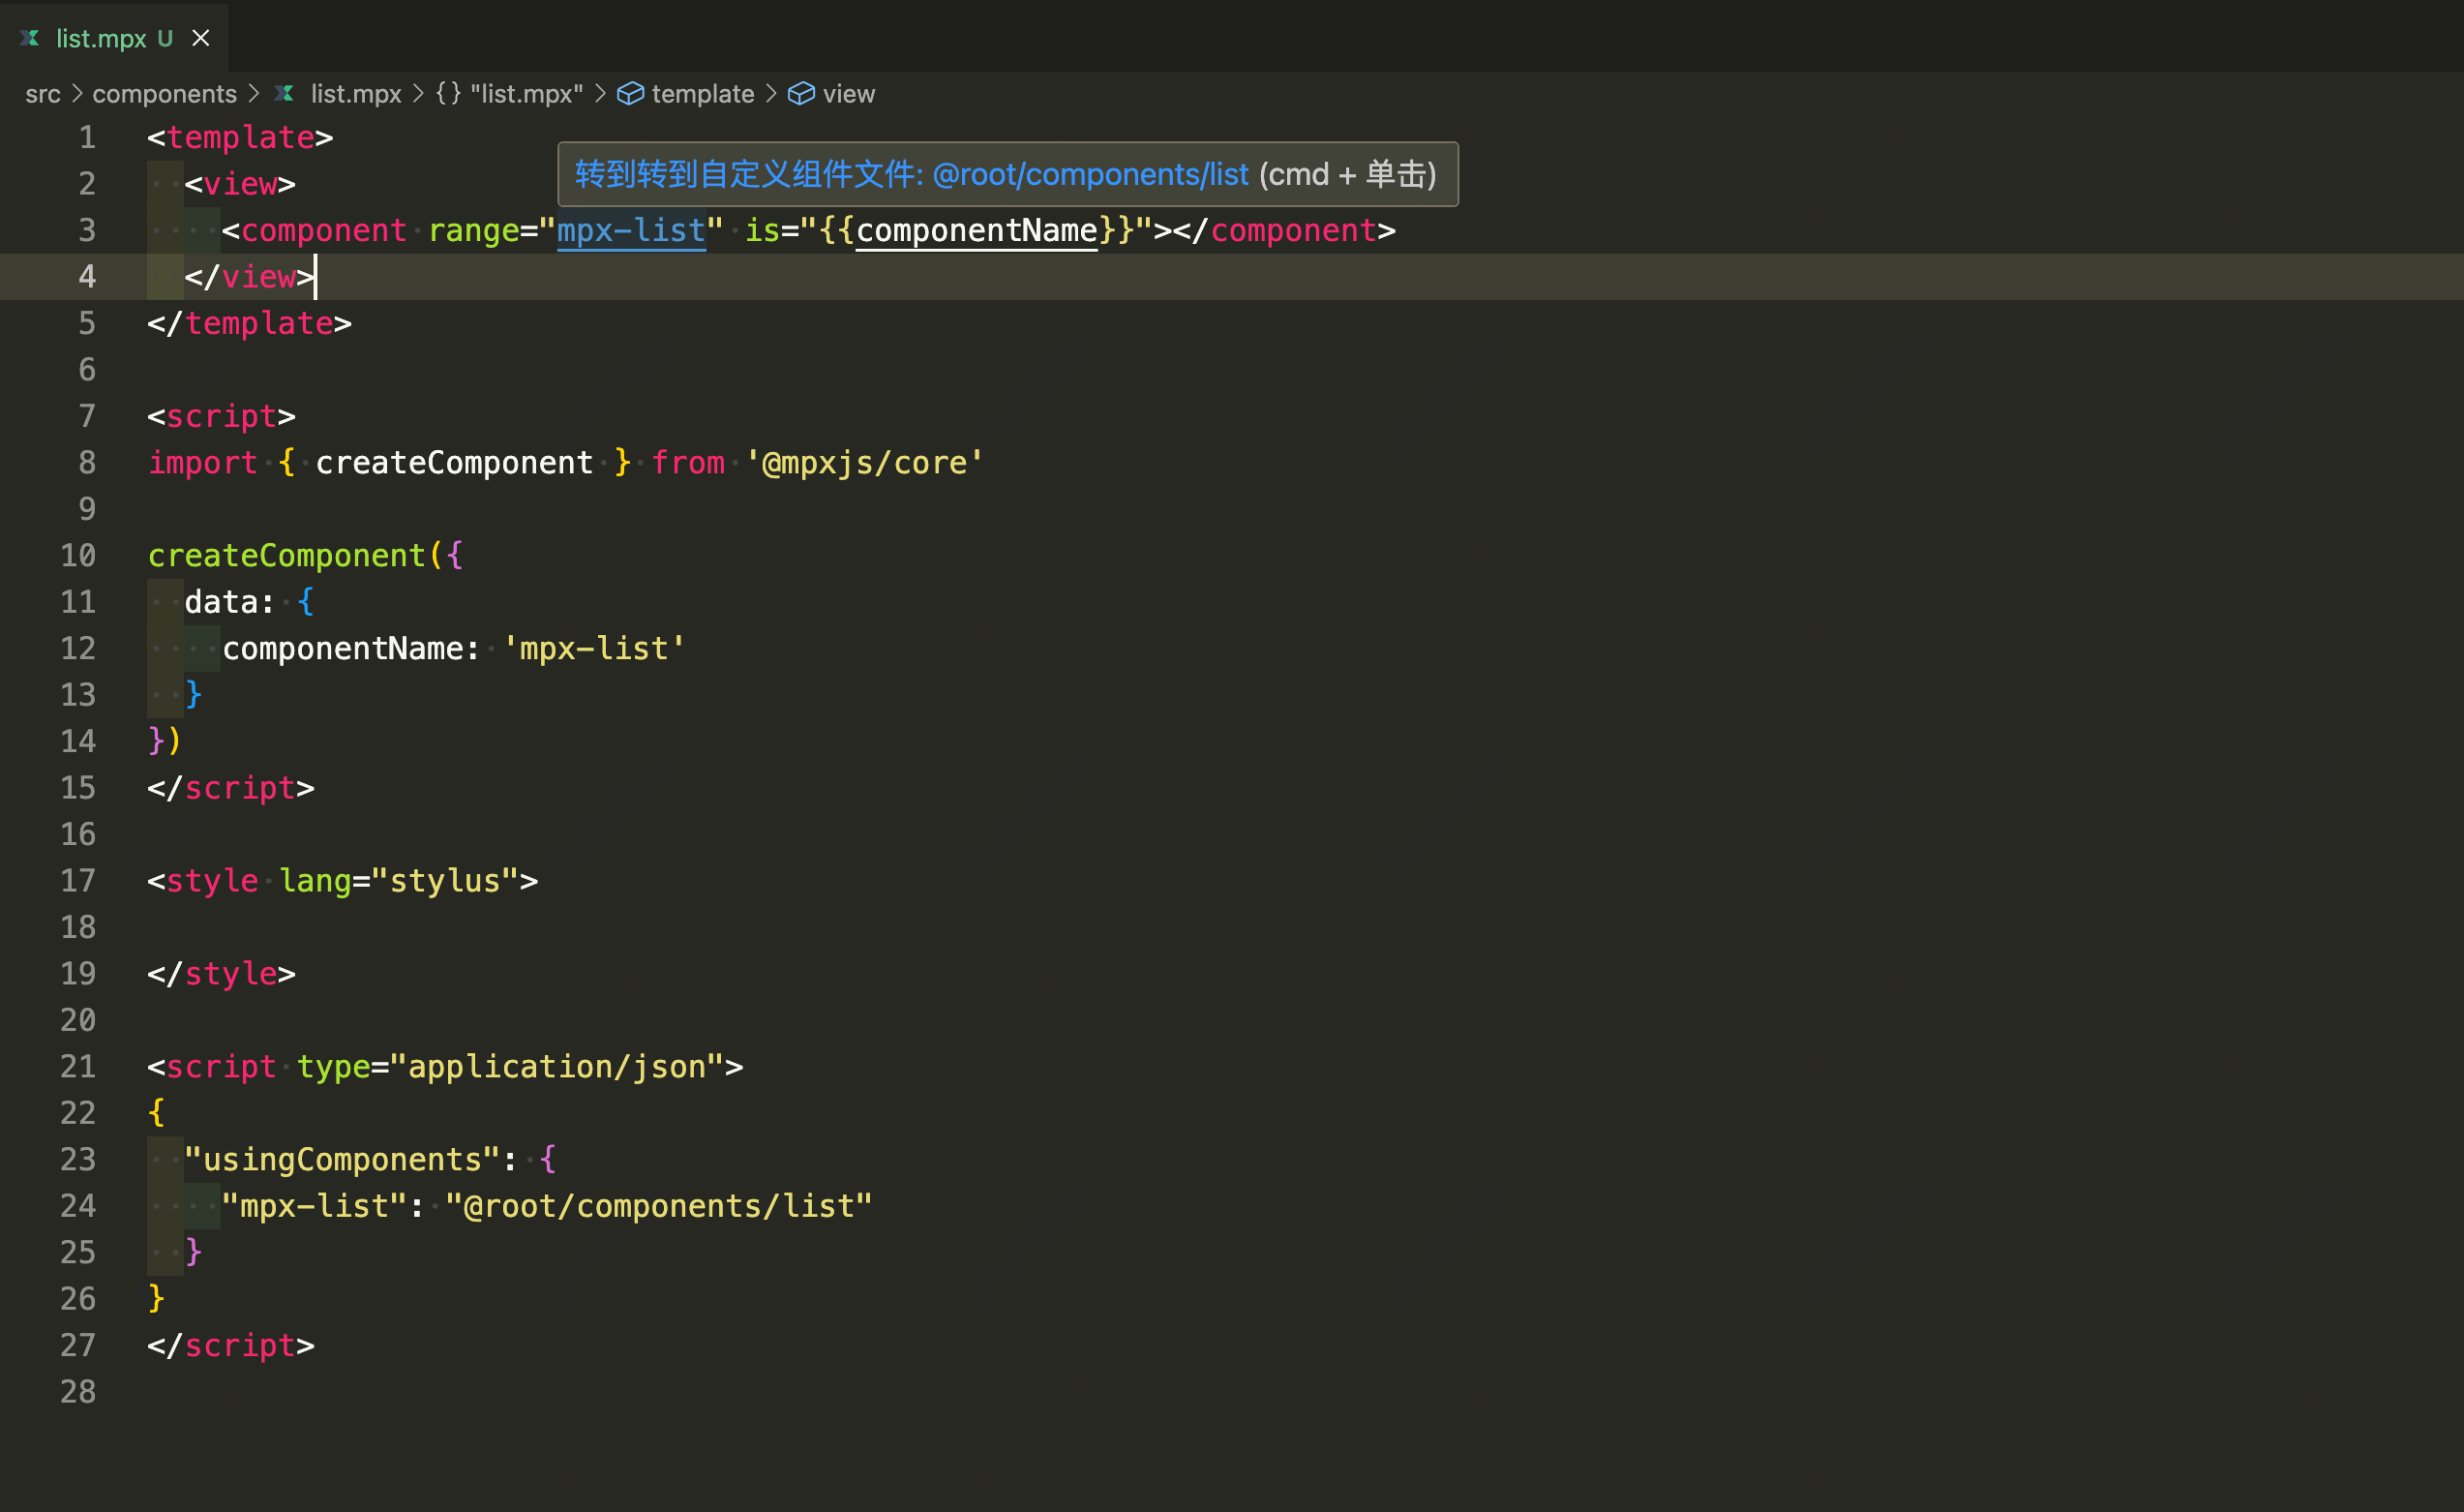 list.mpx U
src > components > list.mpx > {} "list.mpx" > template > view
1 <template>
转到转到自定义组件文件: @root/components/list (cmd + 单击)
2   <view>
3     <component range="mpx-list" is="{{componentName}}"></component>
4   </view>
5 </template>
6
7 <script>
8 import { createComponent } from '@mpxjs/core'
9
10 createComponent({
11   data: {
12     componentName: 'mpx-list'
13   }
14 })
15 </script>
16
17 <style lang="stylus">
18
19 </style>
20
21 <script type="application/json">
22 {
23   "usingComponents": {
24     "mpx-list": "@root/components/list"
25   }
26 }
27 </script>
28